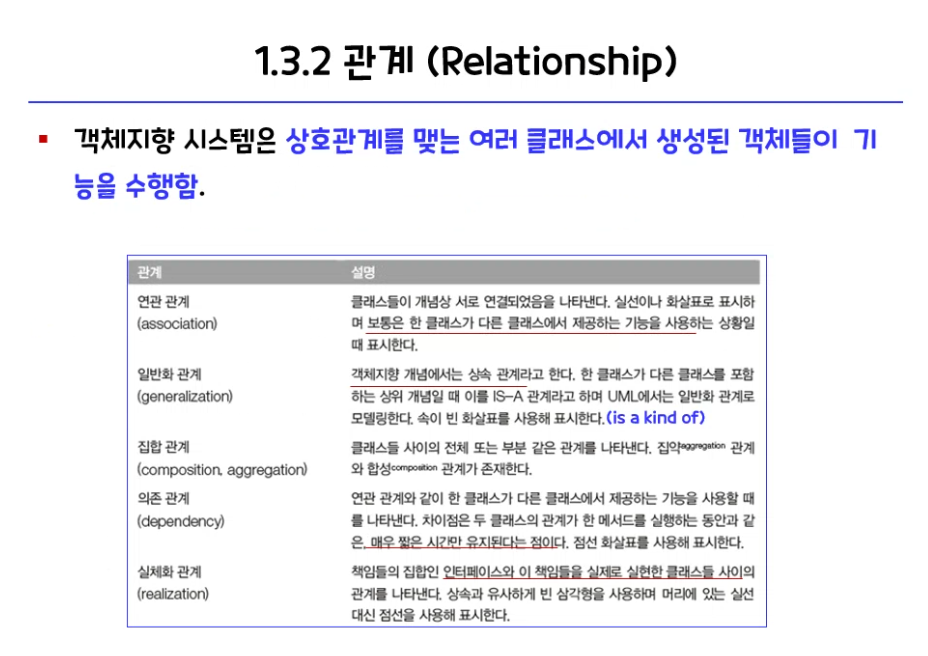 1.3.2 관계 (Relationship)
객체지향 시스템은 상호관계를 맺는 여러 클래스에서 생성된 객체들이 기
능을 수행함.
관계 설명
연관 관계
(association)
클래스들이 개념상 서로 연결되었음을 나타낸다. 실선이나 화살표로 표시하
며 보통은 한 클래스가 다른 클래스에서 제공하는 기능을 사용하는 상황일
때 표시한다.
일반화 관계
(generalization)
객체지향 개념에서는 상속 관계라고 한다. 한 클래스가 다른 클래스를 포함
하는 상위 개념일 때 이를 IS-A 관계라고 하며 UML에서는 일반화 관계로
모델링한다. 속이 빈 화살표를 사용해 표시한다.(is a kind of)
집합 관계
(composition, aggregation)
클래스들 사이의 전체 또는 부분 같은 관계를 나타낸다. 집약aggregation 관계
와 합성composition 관계가 존재한다.
의존 관계
(dependency)
연관 관계와 같이 한 클래스가 다른 클래스에서 제공하는 기능을 사용할 때
를 나타낸다. 차이점은 두 클래스의 관계가 한 메서드를 실행하는 동안과 같
은, 매우 짧은 시간만 유지된다는 점이다. 점선 화살표를 사용해 표시한다.
실체화 관계
(realization)
책임들의 집합인 인터페이스와 이 책임들을 실제로 실현한 클래스들 사이의
관계를 나타낸다. 상속과 유사하게 빈 삼각형을 사용하며 머리에 있는 실선
대신 점선을 사용해 표시한다.